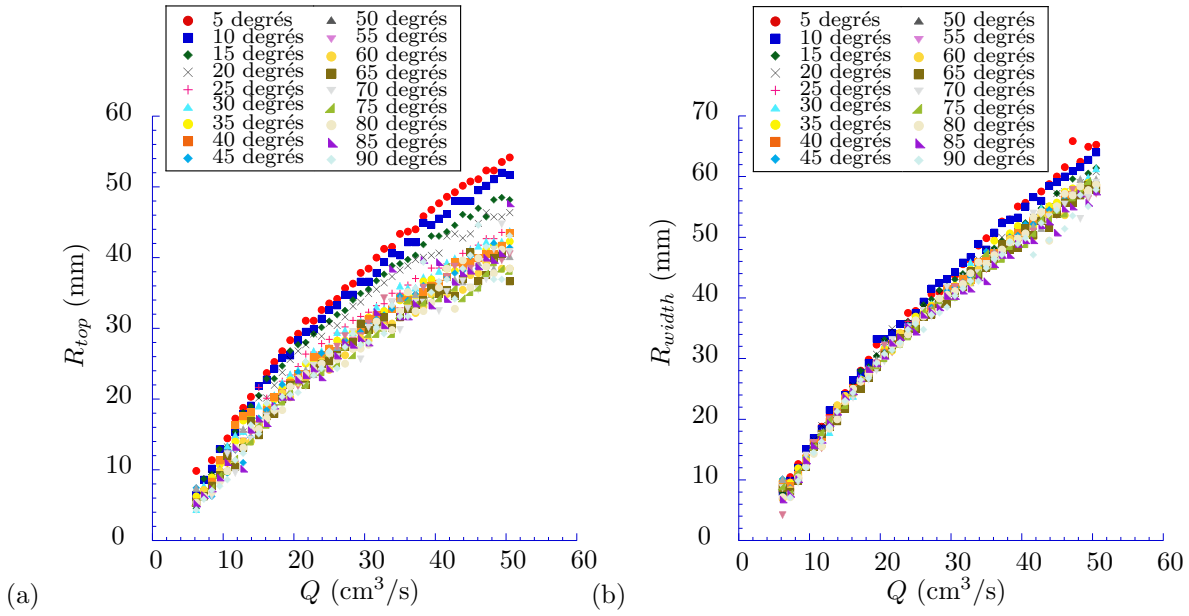 5 degrés 50 degrés
10 degrés 55 degrés
15 degrés 60 degrés
20 degrés 65 degrés
25 degrés 70 degrés
30 degrés 75 degrés
35 degrés 80 degrés
40 degrés 85 degrés
45 degrés 90 degrés
60
50
40
30
20
10
0
R_top (mm)
0 10 20 30 40 50 60
Q (cm³/s)
(a)
5 degrés 50 degrés
10 degrés 55 degrés
15 degrés 60 degrés
20 degrés 65 degrés
25 degrés 70 degrés
30 degrés 75 degrés
35 degrés 80 degrés
40 degrés 85 degrés
45 degrés 90 degrés
70
60
50
40
30
20
10
0
R_width (mm)
0 10 20 30 40 50 60
Q (cm³/s)
(b)